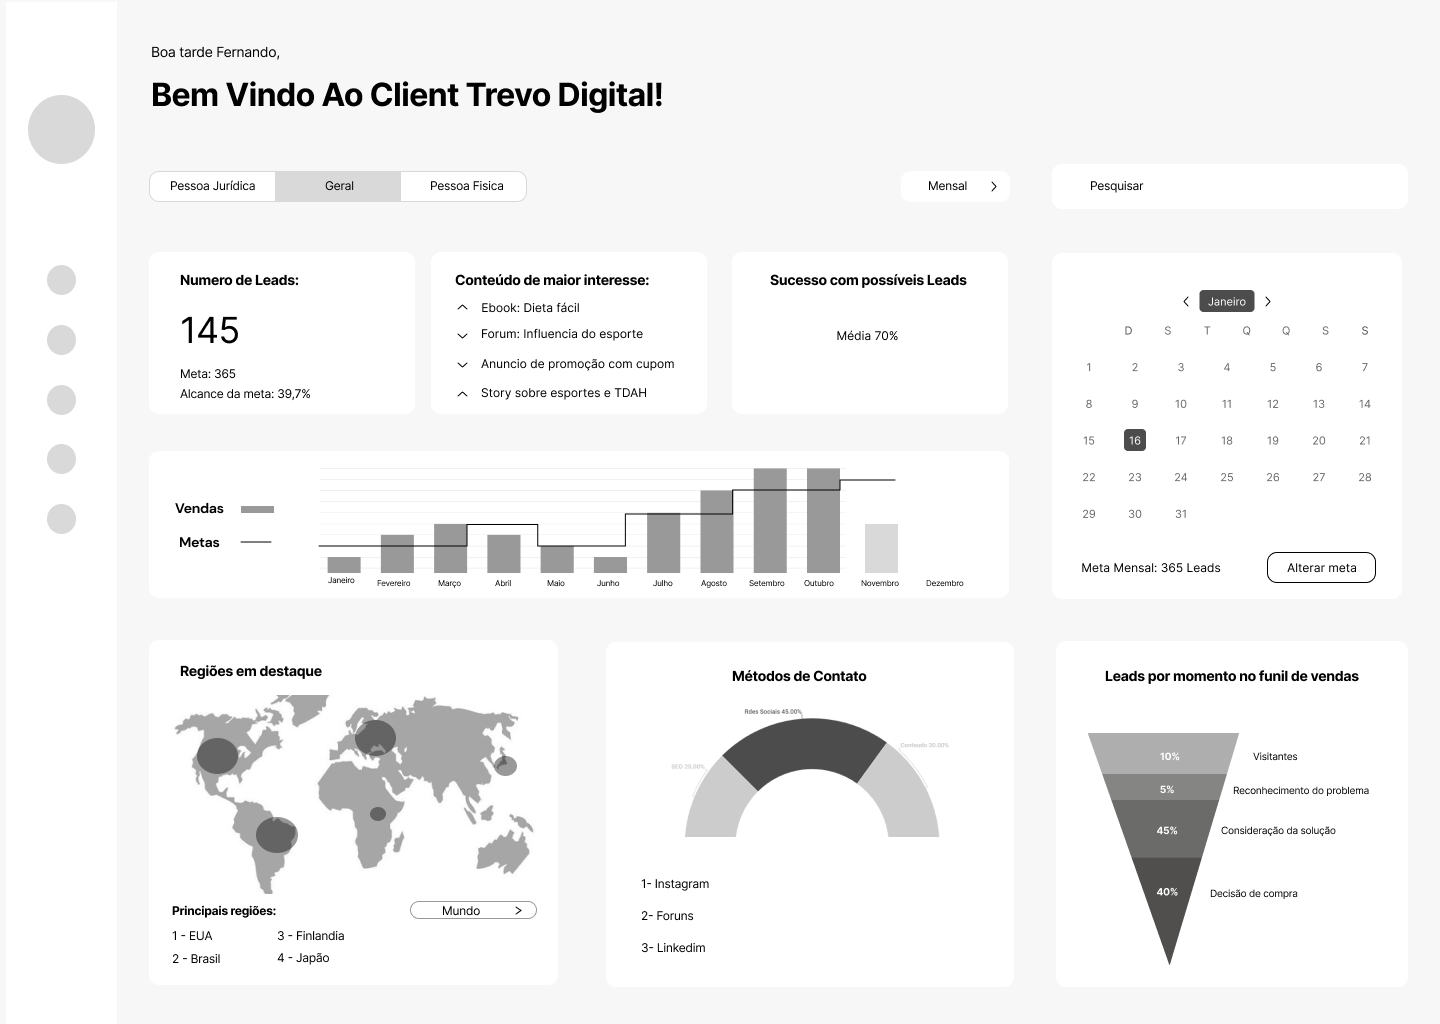 Boa tarde Fernando,
Bem Vindo Ao Client Trevo Digital!
Pessoa Jurídica
Geral
Pessoa Fisica
Mensal
Pesquisar
Numero de Leads:
145
Meta: 365
Alcance da meta: 39,7%
Conteúdo de maior interesse:
Ebook: Dieta fácil
Forum: Influencia do esporte
Anuncio de promoção com cupom
Story sobre esportes e TDAH
Sucesso com possíveis Leads
Média 70%
Janeiro
D S T Q Q S S
1 2 3 4 5 6 7
8 9 10 11 12 13 14
15 16 17 18 19 20 21
22 23 24 25 26 27 28
29 30 31
Meta Mensal: 365 Leads
Alterar meta
Vendas
Metas
Janeiro Fevereiro Março Abril Maio Junho Julho Agosto Setembro Outubro Novembro Dezembro
Regiões em destaque
Principais regiões:
Mundo
1 - EUA
2 - Brasil
3 - Finlandia
4 - Japão
Métodos de Contato
Rdes Sociais 45.00%
Conteudo 30.00%
SEO 25.00%
1- Instagram
2- Foruns
3- Linkedim
Leads por momento no funil de vendas
10% Visitantes
5% Reconhecimento do problema
45% Consideração da solução
40% Decisão de compra